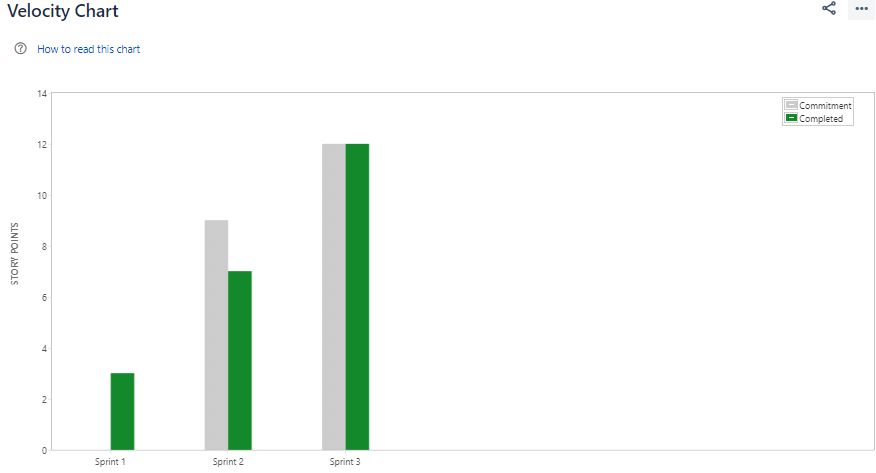 Velocity Chart
How to read this chart
14
Commitment
Completed
12
10
8
6
4
2
0
STORY POINTS
Sprint 1 Sprint 2 Sprint 3